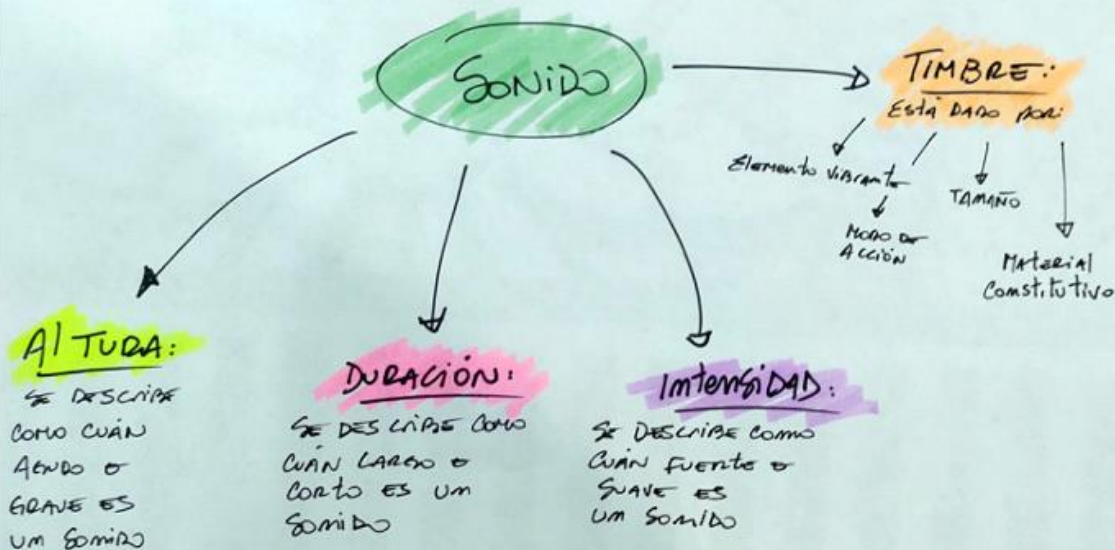 SONIDO
TIMBRE:
ESTÁ DADO POR:
Elemento vibrante
MODO DE
ACCIÓN
TAMAÑO
MATERIAL
Constitutivo
AlTURA:
SE DESCRIBE
COMO CUÁN
AGUDO O
GRAVE ES
UN SONIDO
DURACIÓN:
SE DESCRIBE COMO
CUÁN LARGO O
CORTO ES UN
SONIDO
IntensiDAD:
SE DESCRIBE COMO
CUÁN FUERTE O
SUAVE ES
UN SONIDO